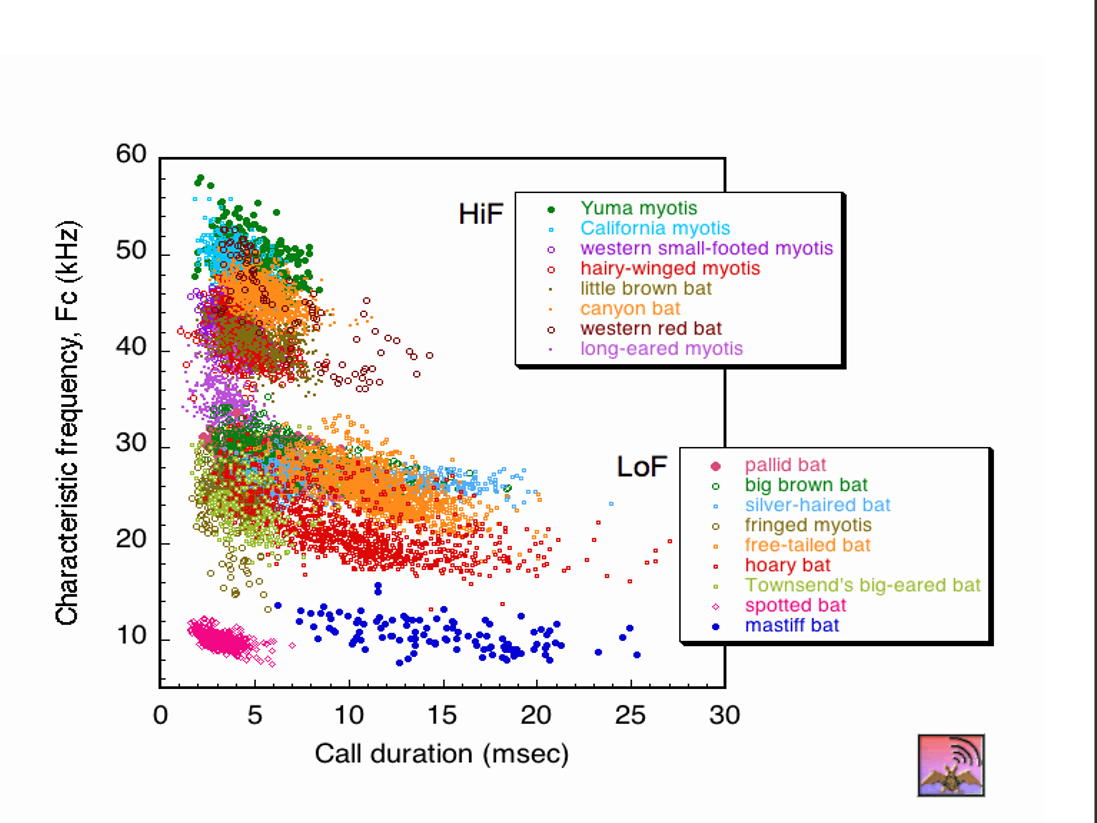 60
50
40
30
20
10
0
5
10
15
20
25
30
Characteristic frequency, Fc (kHz)
Call duration (msec)
HiF
Yuma myotis
California myotis
western small-footed myotis
hairy-winged myotis
little brown bat
canyon bat
western red bat
long-eared myotis
LoF
pallid bat
big brown bat
silver-haired bat
fringed myotis
free-tailed bat
hoary bat
Townsend's big-eared bat
spotted bat
mastiff bat